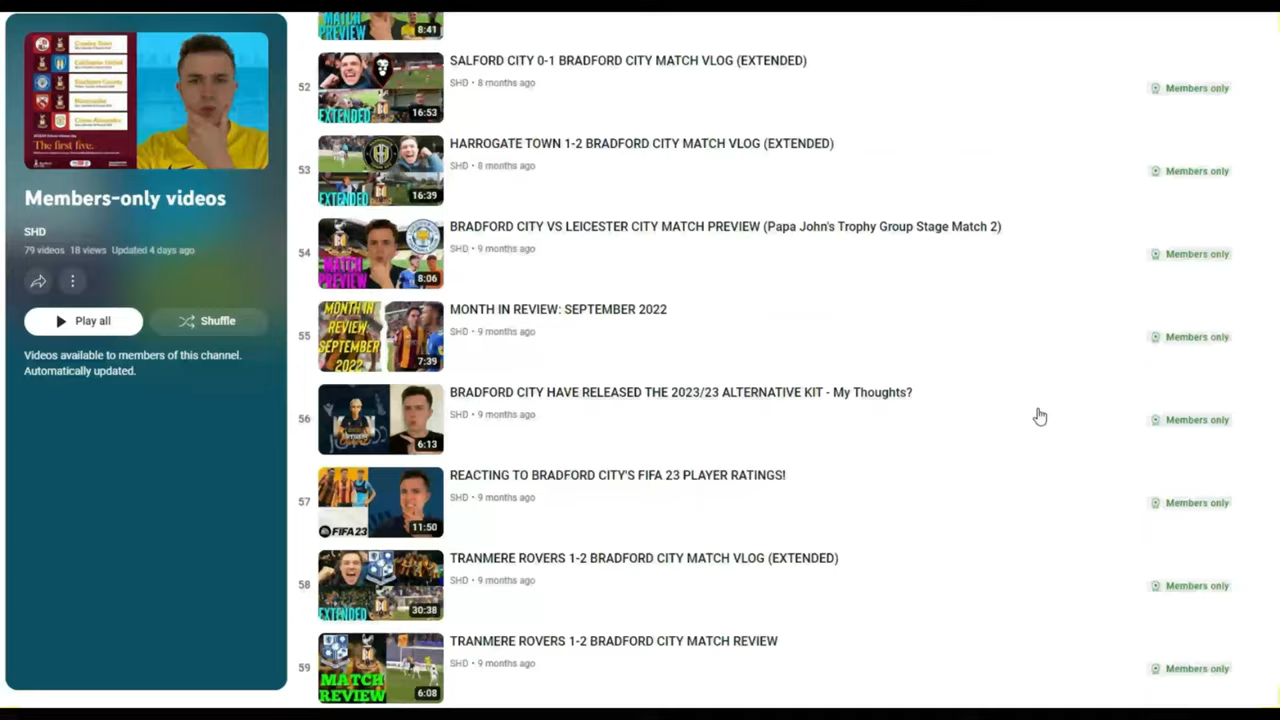 The first five.
Members-only videos
SHD
79 videos 18 views Updated 4 days ago
Play all
Shuffle
Videos available to members of this channel.
Automatically updated.
MATCH
PREVIEW
8:41
52
EXTENDED
16:53
SALFORD CITY 0-1 BRADFORD CITY MATCH VLOG (EXTENDED)
SHD • 8 months ago
Members only
53
EXTENDED
16:39
HARROGATE TOWN 1-2 BRADFORD CITY MATCH VLOG (EXTENDED)
SHD • 8 months ago
Members only
54
MATCH
PREVIEW
8:06
BRADFORD CITY VS LEICESTER CITY MATCH PREVIEW (Papa John's Trophy Group Stage Match 2)
SHD • 9 months ago
Members only
55
MONTH IN
REVIEW:
SEPTEMBER
2022
7:39
MONTH IN REVIEW: SEPTEMBER 2022
SHD • 9 months ago
Members only
56
6:13
BRADFORD CITY HAVE RELEASED THE 2023/23 ALTERNATIVE KIT - My Thoughts?
SHD • 9 months ago
Members only
57
FIFA 23
11:50
REACTING TO BRADFORD CITY'S FIFA 23 PLAYER RATINGS!
SHD • 9 months ago
Members only
58
EXTENDED
30:38
TRANMERE ROVERS 1-2 BRADFORD CITY MATCH VLOG (EXTENDED)
SHD • 9 months ago
Members only
59
MATCH
REVIEW
6:08
TRANMERE ROVERS 1-2 BRADFORD CITY MATCH REVIEW
SHD • 9 months ago
Members only